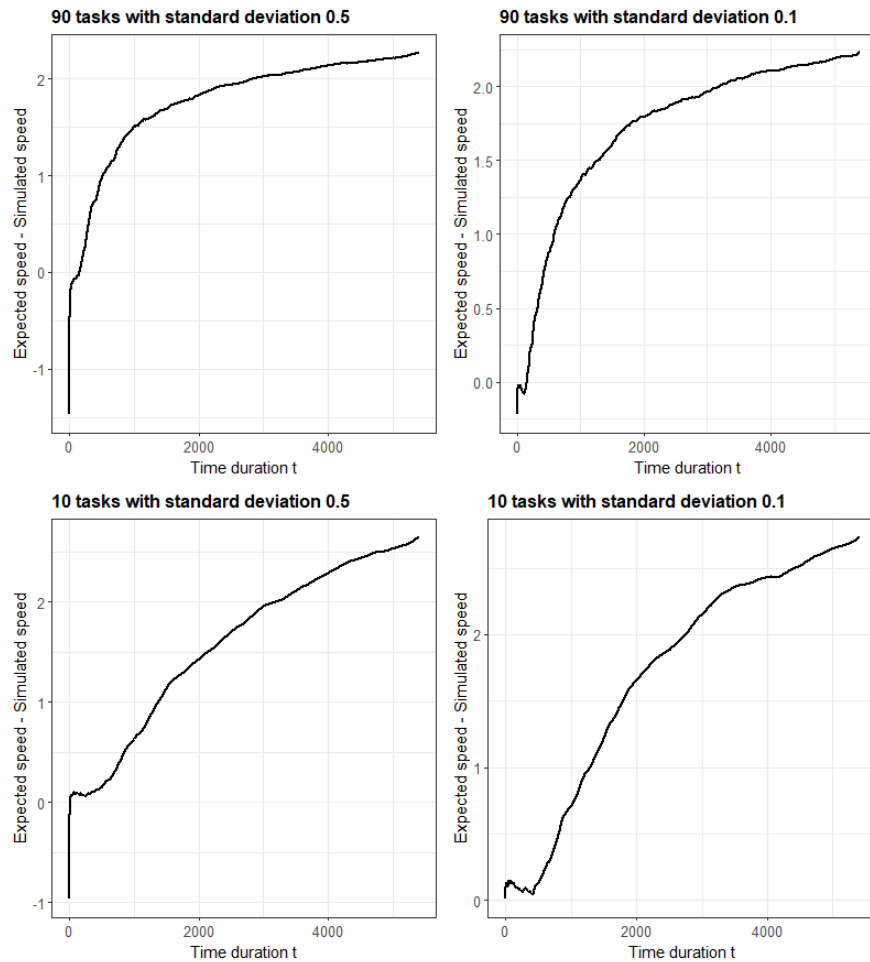 90 tasks with standard deviation 0.5
Expected speed - Simulated speed
2
1
0
-1
0 2000 4000
Time duration t
90 tasks with standard deviation 0.1
Expected speed - Simulated speed
2.0
1.5
1.0
0.5
0.0
0 2000 4000
Time duration t
10 tasks with standard deviation 0.5
Expected speed - Simulated speed
2
1
0
-1
0 2000 4000
Time duration t
10 tasks with standard deviation 0.1
Expected speed - Simulated speed
2
1
0
0 2000 4000
Time duration t